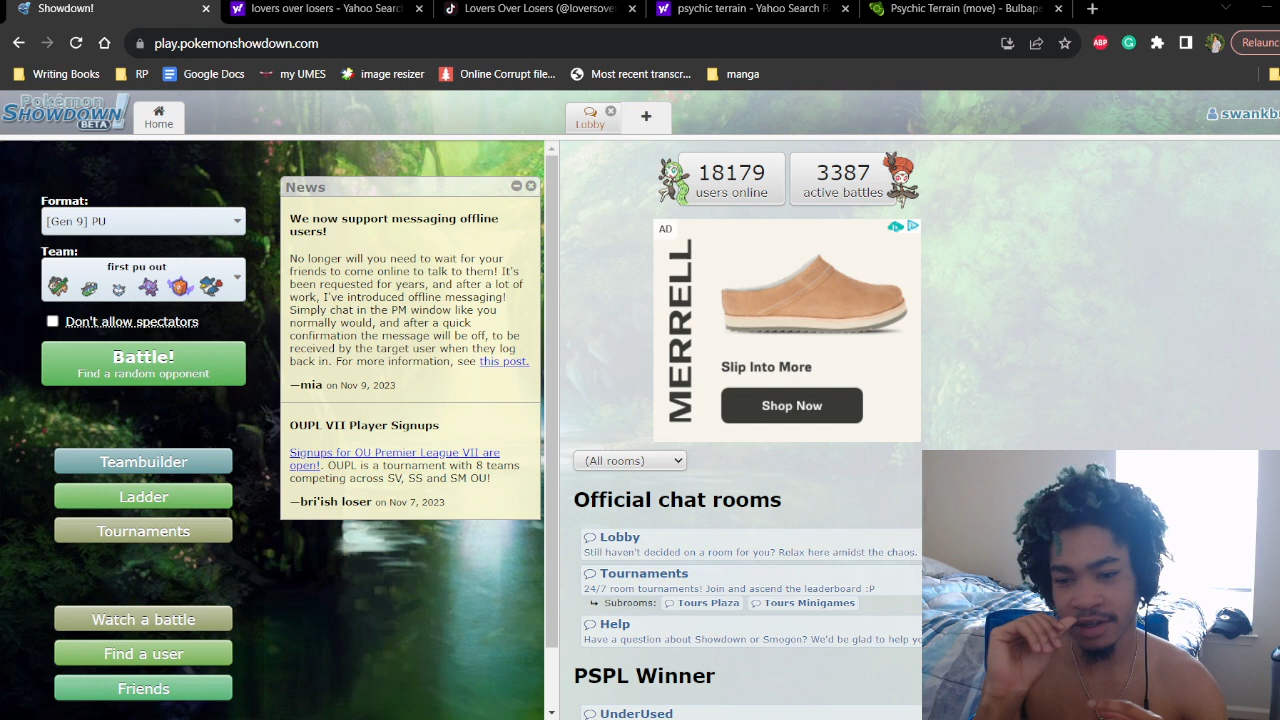 Showdown!
lovers over losers - Yahoo Searc
Lovers Over Losers (@loversover
psychic terrain - Yahoo Search Re
Psychic Terrain (move) - Bulbape
play.pokemonshowdown.com
ABP
Relaunc
Writing Books
RP
Google Docs
my UMES
image resizer
Online Corrupt file...
Most recent transcr...
manga
Pokémon
SHOWDOWN!
BETA
Home
Lobby
swankb
Format:
[Gen 9] PU
Team:
first pu out
Don't allow spectators
Battle!
Find a random opponent
Teambuilder
Ladder
Tournaments
Watch a battle
Find a user
Friends
News
We now support messaging offline
users!
No longer will you need to wait for your
friends to come online to talk to them! It's
been requested for years, and after a lot of
work, I've introduced offline messaging!
Simply chat in the PM window like you
normally would, and after a quick
confirmation the message will be off, to be
received by the target user when they log
back in. For more information, see this post.
—mia on Nov 9, 2023
OUPL VII Player Signups
Signups for OU Premier League VII are
open!. OUPL is a tournament with 8 teams
competing across SV, SS and SM OU!
—bri'ish loser on Nov 7, 2023
18179
users online
3387
active battles
AD
MERRELL
Slip Into More
Shop Now
(All rooms)
Official chat rooms
Lobby
Still haven't decided on a room for you? Relax here amidst the chaos.
Tournaments
24/7 room tournaments! Join and ascend the leaderboard :P
Subrooms: Tours Plaza Tours Minigames
Help
Have a question about Showdown or Smogon? We'd be glad to help yo
PSPL Winner
UnderUsed